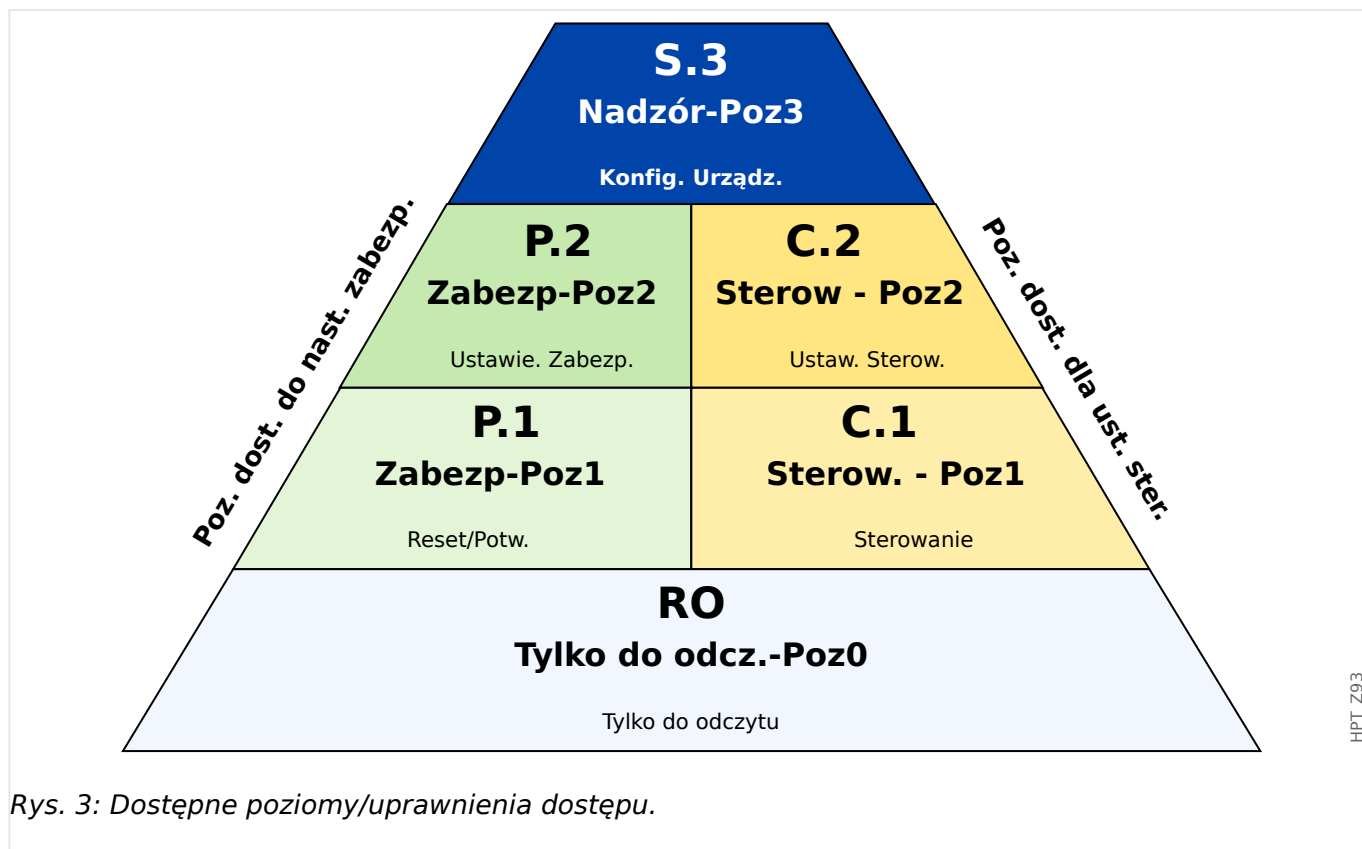 S.3
Nadzór-Poz3
Konfig. Urządz.
Poz. dost. do nast. zabezp.
P.2
Zabezp-Poz2
Ustawie. Zabezp.
C.2
Sterow - Poz2
Ustaw. Sterow.
Poz. dost. dla ust. ster.
P.1
Zabezp-Poz1
Reset/Potw.
C.1
Sterow. - Poz1
Sterowanie
RO
Tylko do odcz.-Poz0
Tylko do odczytu
HPT_Z93
Rys. 3: Dostępne poziomy/uprawnienia dostępu.